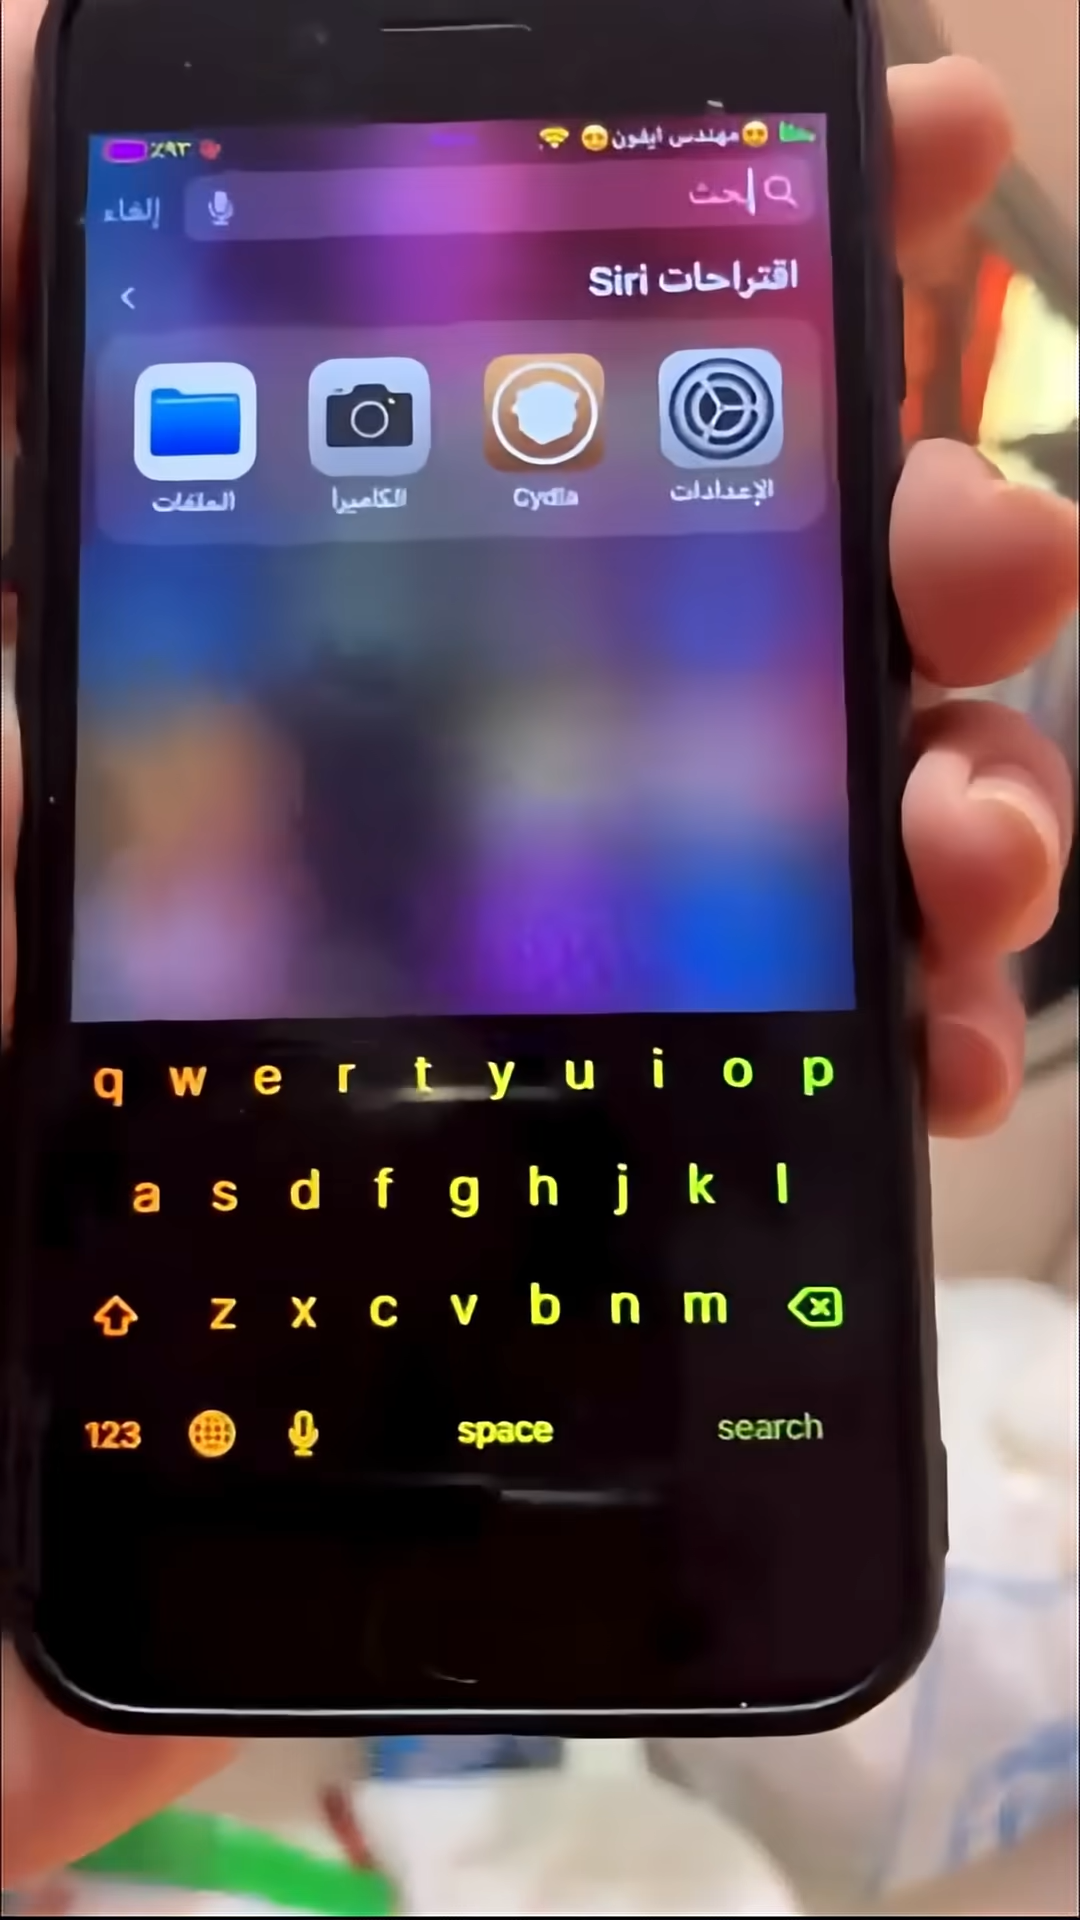 😍مهندس ايفون😍 ٪٩٣
بحث إلغاء
اقتراحات Siri
الإعدادات Cydia الكاميرا الملفات
q w e r t y u i o p
a s d f g h j k l
z x c v b n m
123 space search